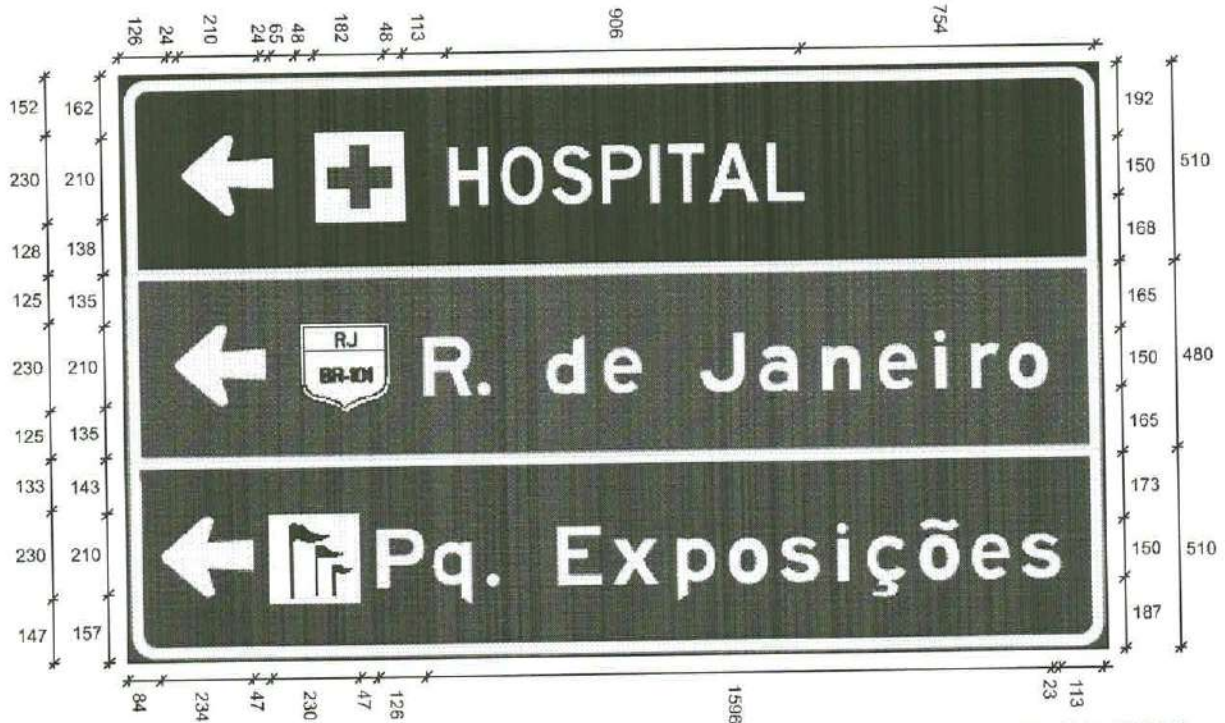 126 24 210 24 65 48 182 48 113 906 754
152 162 192
HOSPITAL
230 210 150 510
128 138 168
125 135 165
RJ
BR-101
R. de Janeiro
230 210 150 480
125 135 165
133 143 173
Pq. Exposições
230 210 150 510
147 157 187
84 234 47 230 47 126 1596 23 113